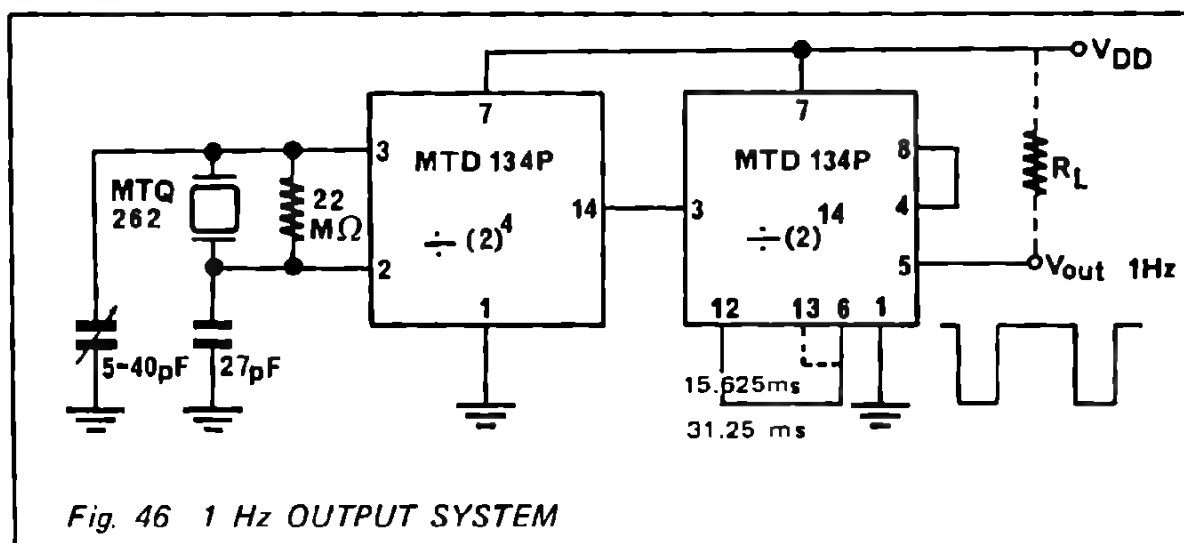 V_DD
7
7
3
MTD 134P
MTD 134P
8
MTQ
262
22
MΩ
R_L
14
3
4
÷ (2)^4
÷ (2)^14
2
5
V_out 1Hz
1
12
13
6
1
5-40pF
27pF
15.625ms
31.25 ms
Fig. 46 1 Hz OUTPUT SYSTEM